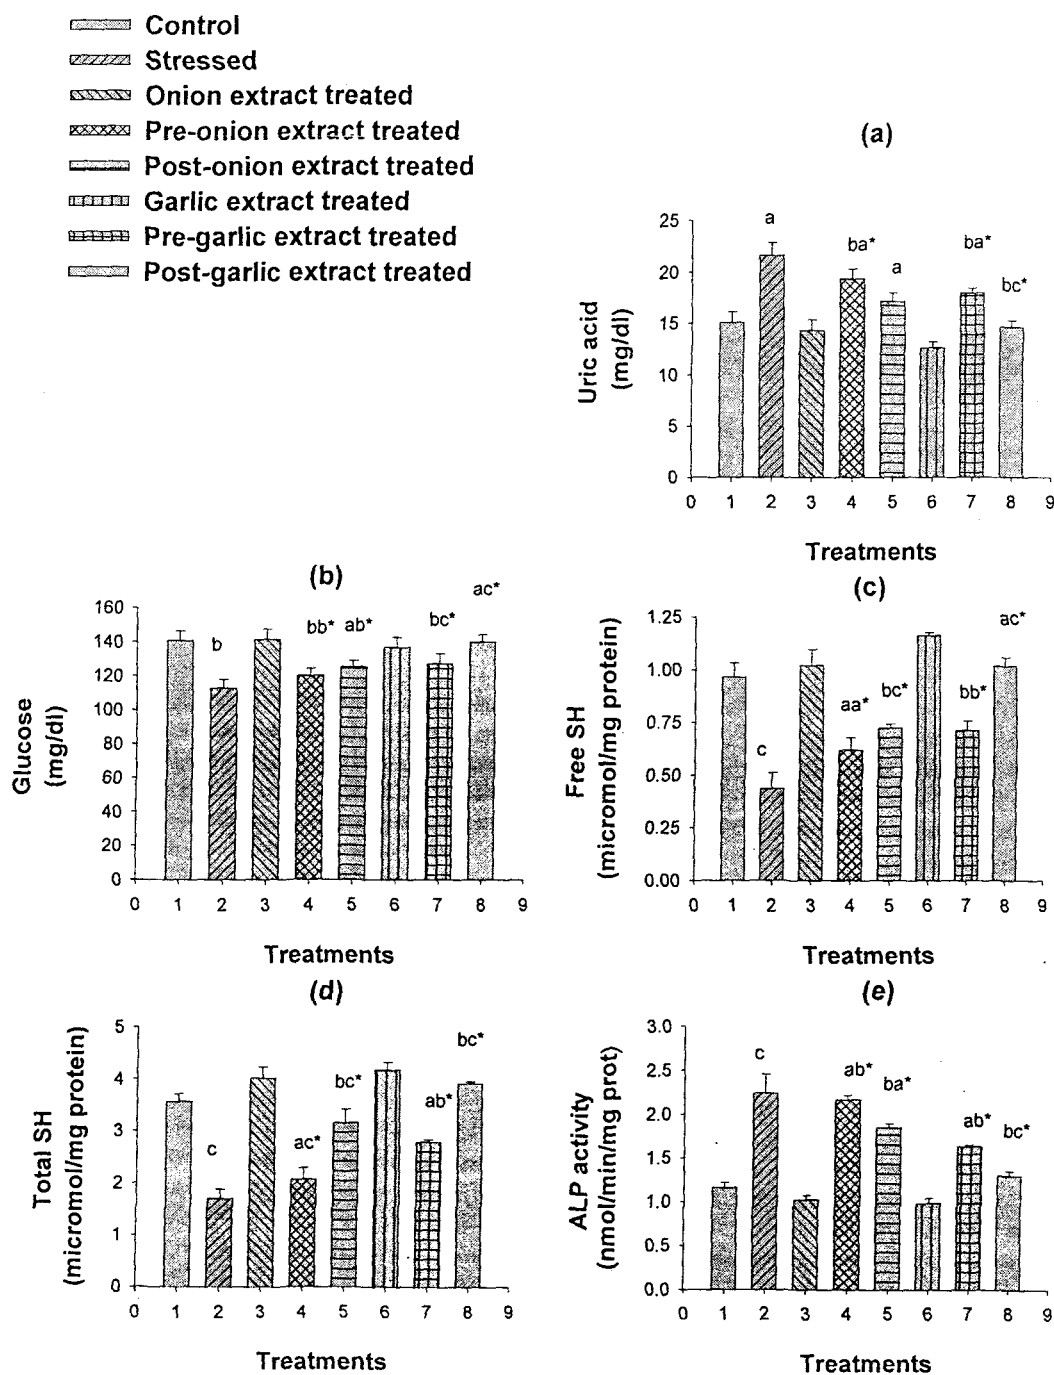 Control
Stressed
Onion extract treated
Pre-onion extract treated
Post-onion extract treated
Garlic extract treated
Pre-garlic extract treated
Post-garlic extract treated
(a)
Uric acid
(mg/dl)
25
20
15
10
5
0
a
ba*
a
ba*
bc*
0 1 2 3 4 5 6 7 8 9
Treatments
(b)
Glucose
(mg/dl)
160
140
120
100
80
60
40
20
0
b
bb*
ab*
bc*
ac*
0 1 2 3 4 5 6 7 8 9
Treatments
(c)
Free SH
(micromol/mg protein)
1.25
1.00
0.75
0.50
0.25
0.00
c
aa*
bc*
bb*
ac*
0 1 2 3 4 5 6 7 8 9
Treatments
(d)
Total SH
(micromol/mg protein)
5
4
3
2
1
0
c
ac*
bc*
ab*
bc*
0 1 2 3 4 5 6 7 8 9
Treatments
(e)
ALP activity
(nmol/min/mg prot)
3.0
2.5
2.0
1.5
1.0
0.5
0.0
c
ab*
ba*
ab*
bc*
0 1 2 3 4 5 6 7 8 9
Treatments